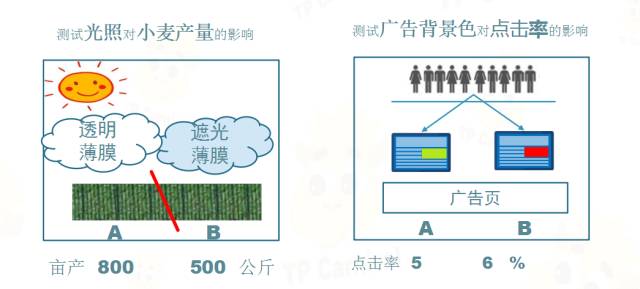 测试光照对小麦产量的影响
透明
薄膜
遮光
薄膜
A B
亩产 800 500 公斤
测试广告背景色对点击率的影响
广告页
A B
点击率 5 6 %